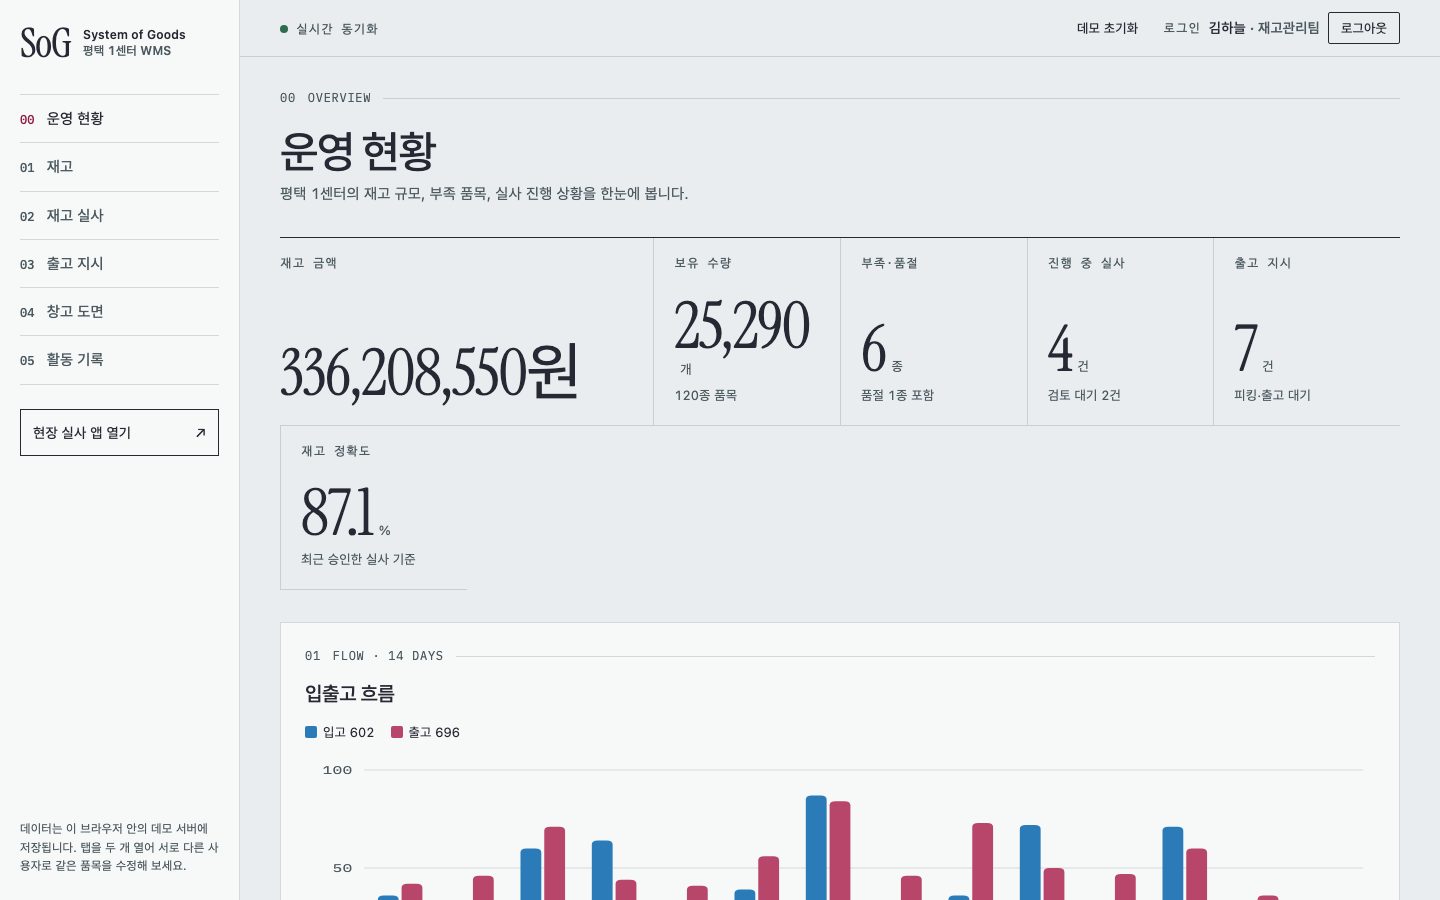 SoG
System of Goods
평택 1센터 WMS
00 운영 현황
01 재고
02 재고 실사
03 출고 지시
04 창고 도면
05 활동 기록
현장 실사 앱 열기
데이터는 이 브라우저 안의 데모 서버에
저장됩니다. 탭을 두 개 열어 서로 다른 사
용자로 같은 품목을 수정해 보세요.
실시간 동기화
데모 초기화
로그인 김하늘 · 재고관리팀
로그아웃
00 OVERVIEW
운영 현황
평택 1센터의 재고 규모, 부족 품목, 실사 진행 상황을 한눈에 봅니다.
재고 금액
336,208,550원
보유 수량
25,290
개
120종 품목
부족·품절
6 종
품절 1종 포함
진행 중 실사
4 건
검토 대기 2건
출고 지시
7 건
피킹·출고 대기
재고 정확도
87.1 %
최근 승인한 실사 기준
01 FLOW · 14 DAYS
입출고 흐름
입고 602
출고 696
100
50